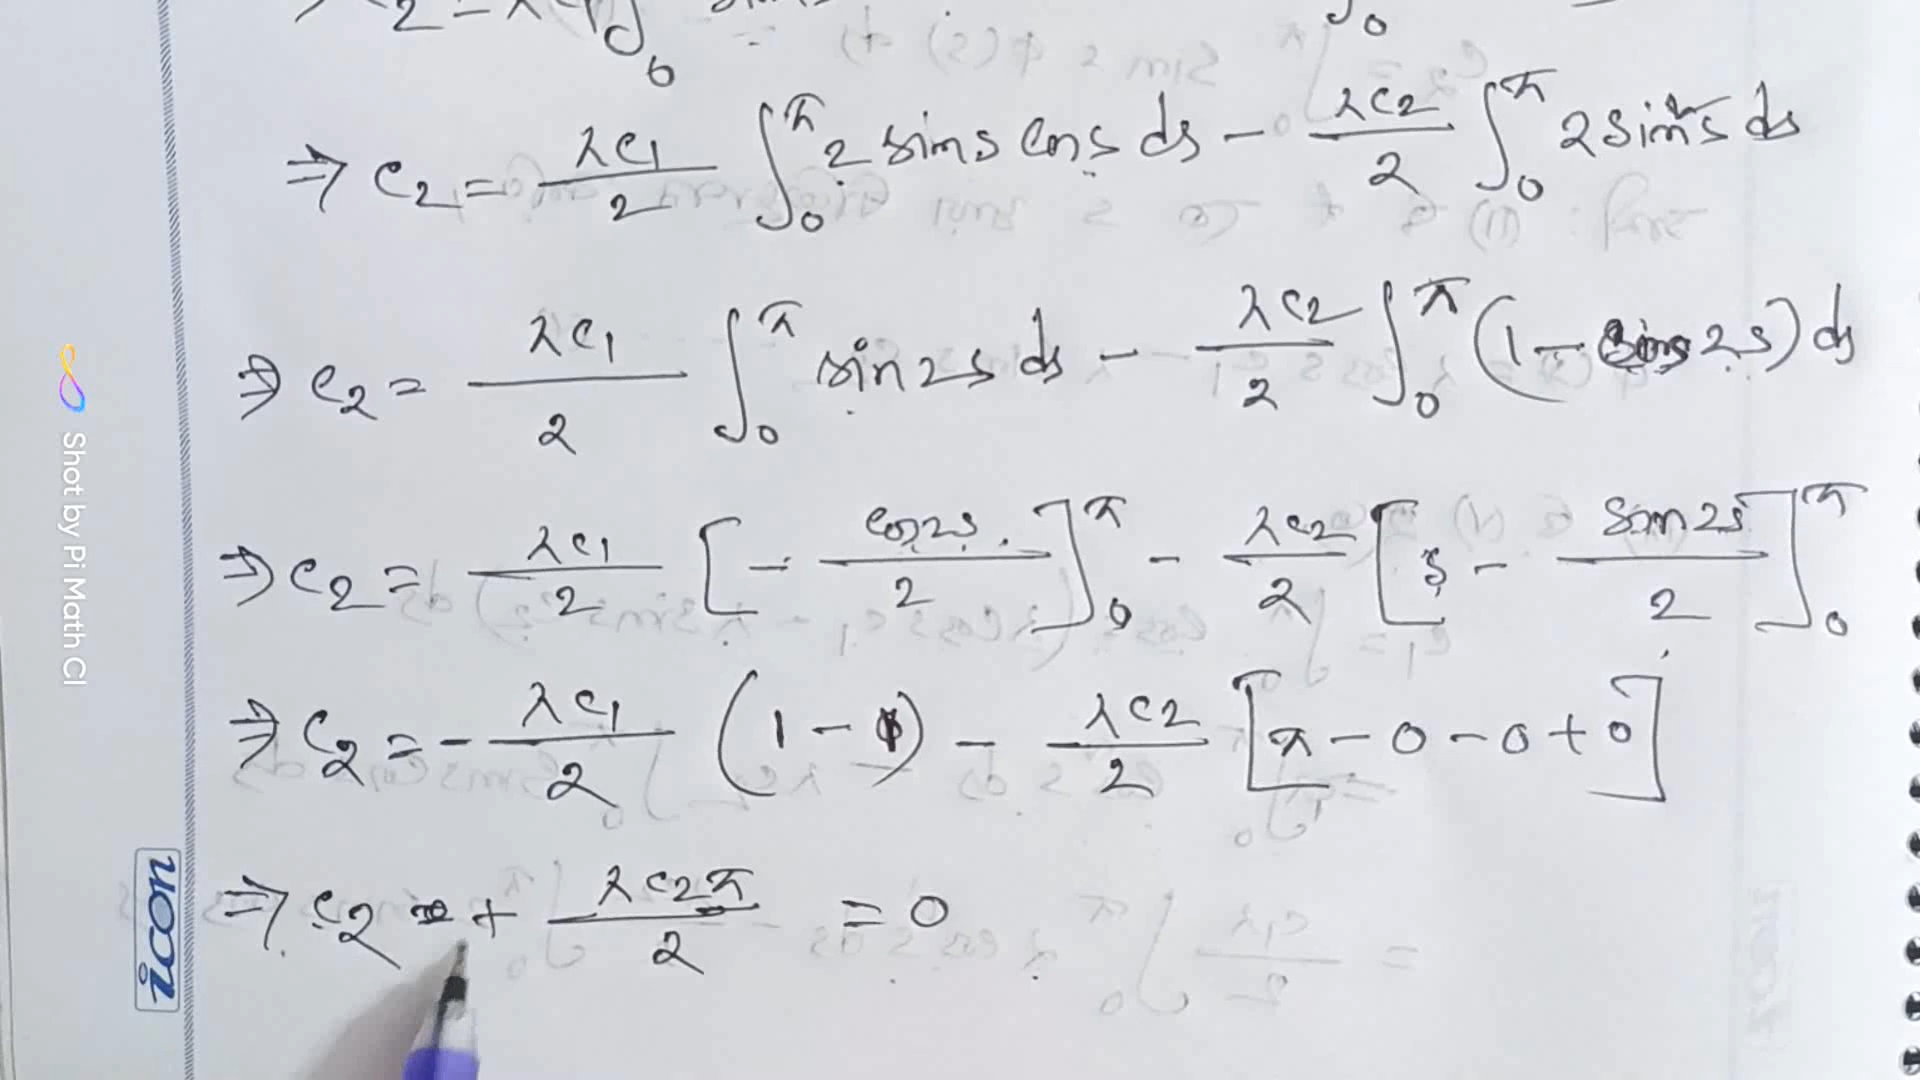 ⇒ c₂ = λc₁/2 ∫₀^π 2 sin s cos s ds − λc₂/2 ∫₀^π 2 sin²s ds
⇒ c₂ = λc₁/2 ∫₀^π sin 2s ds − λc₂/2 ∫₀^π (1 − cos 2s) ds
⇒ c₂ = λc₁/2 [− cos 2s/2]₀^π − λc₂/2 [s − sin 2s/2]₀^π
⇒ c₂ = − λc₁/2 (1 − 1) − λc₂/2 [π − 0 − 0 + 0]
⇒ c₂ + λc₂π/2 = 0
icon
Shot by Pi Math Cl